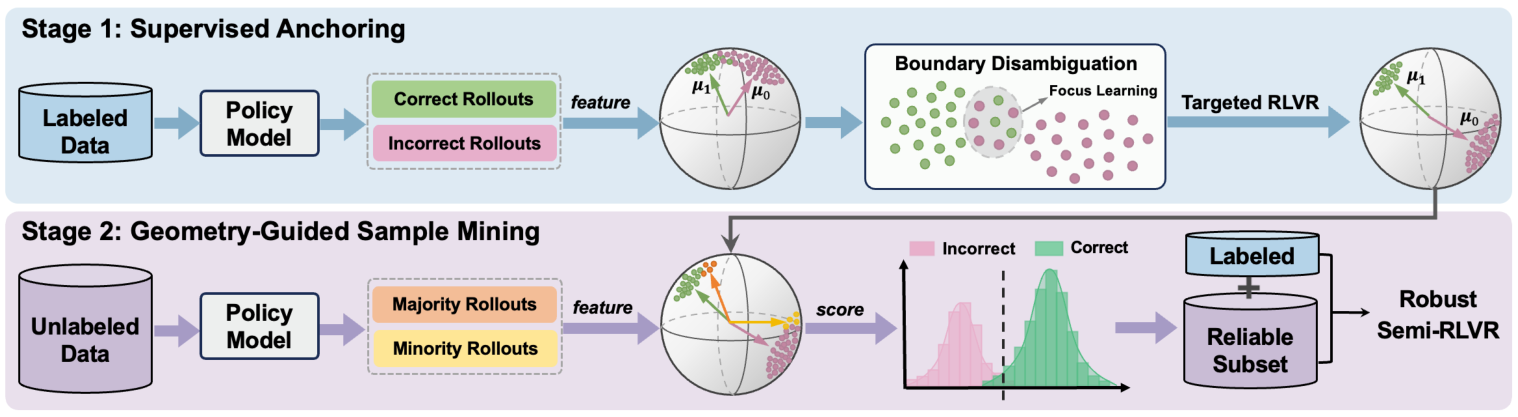 Stage 1: Supervised Anchoring
Labeled
Data
Policy
Model
Correct Rollouts
Incorrect Rollouts
feature
μ1
μ0
Boundary Disambiguation
Focus Learning
Targeted RLVR
μ1
μ0
Stage 2: Geometry-Guided Sample Mining
Unlabeled
Data
Policy
Model
Majority Rollouts
Minority Rollouts
feature
score
Incorrect
Correct
Labeled
+
Reliable
Subset
Robust
Semi-RLVR